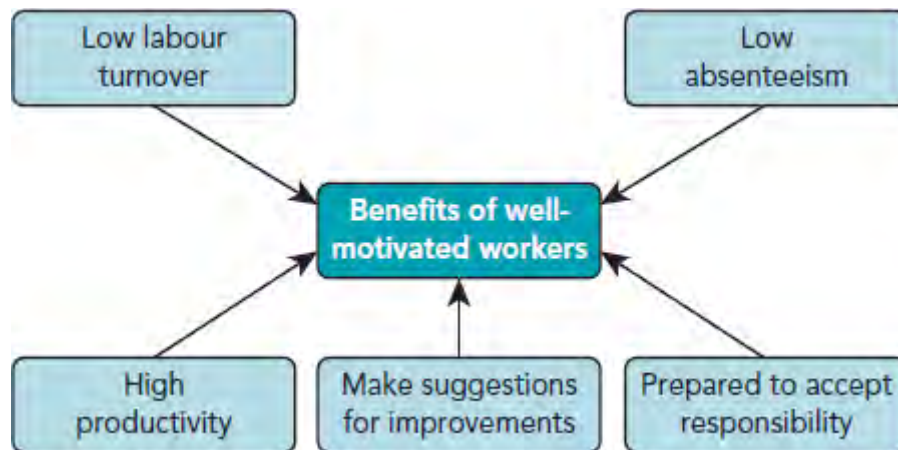 Low labour
turnover
Low
absenteeism
Benefits of well-
motivated workers
High
productivity
Make suggestions
for improvements
Prepared to accept
responsibility